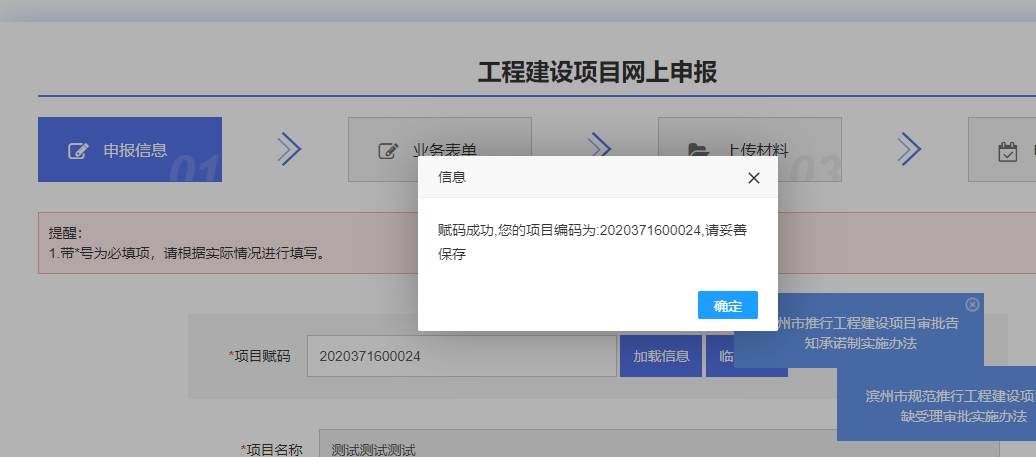 工程建设项目网上申报
申报信息
01
业务表单
上传材料
03
提醒：
1.带*号为必填项，请根据实际情况进行填写。
信息
赋码成功,您的项目编码为:2020371600024,请妥善
保存
确定
*项目赋码
2020371600024
加载信息
临
州市推行工程建设项目审批告
知承诺制实施办法
滨州市规范推行工程建设项
缺受理审批实施办法
*项目名称
测试测试测试